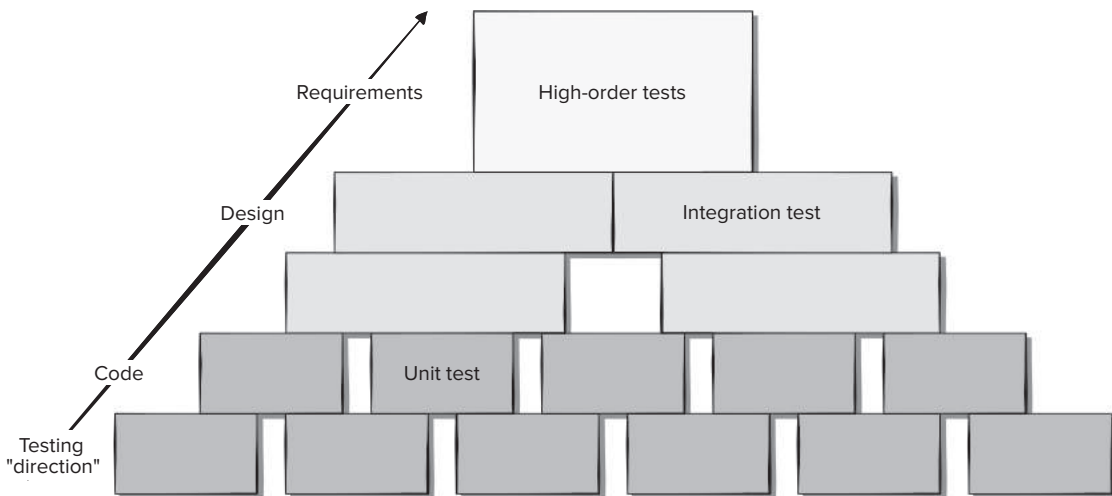 Requirements
High-order tests
Design
Integration test
Code
Unit test
Testing
"direction"